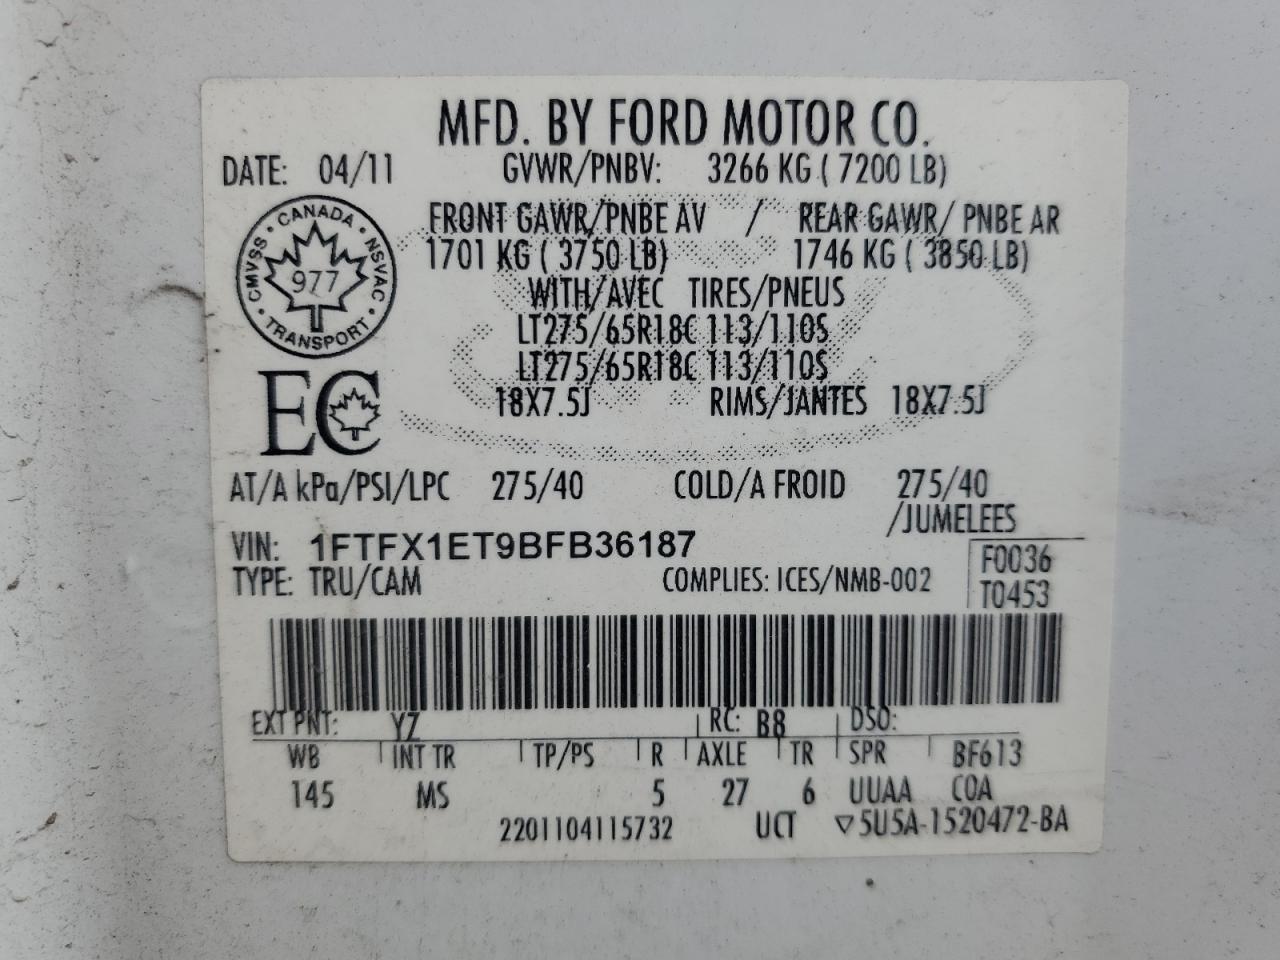 MFD. BY FORD MOTOR CO.
DATE: 04/11 GVWR/PNBV: 3266 KG ( 7200 LB)
FRONT GAWR/PNBE AV / REAR GAWR/ PNBE AR
1701 KG ( 3750 LB) 1746 KG ( 3850 LB)
CANADA
CMVSS NSVAC
977
TRANSPORT
WITH/AVEC TIRES/PNEUS
LT275/65R18C 113/110S
LT275/65R18C 113/110S
EC
18X7.5J RIMS/JANTES 18X7.5J
AT/A kPa/PSI/LPC 275/40 COLD/A FROID 275/40
/JUMELEES
VIN: 1FTFX1ET9BFB36187
F0036
TYPE: TRU/CAM COMPLIES: ICES/NMB-002
T0453
EXT PNT: YZ RC: B8 DSO:
WB INT TR TP/PS R AXLE TR SPR BF613
145 MS 5 27 6 UUAA COA
2201104115732 UCT ▽5U5A-1520472-BA